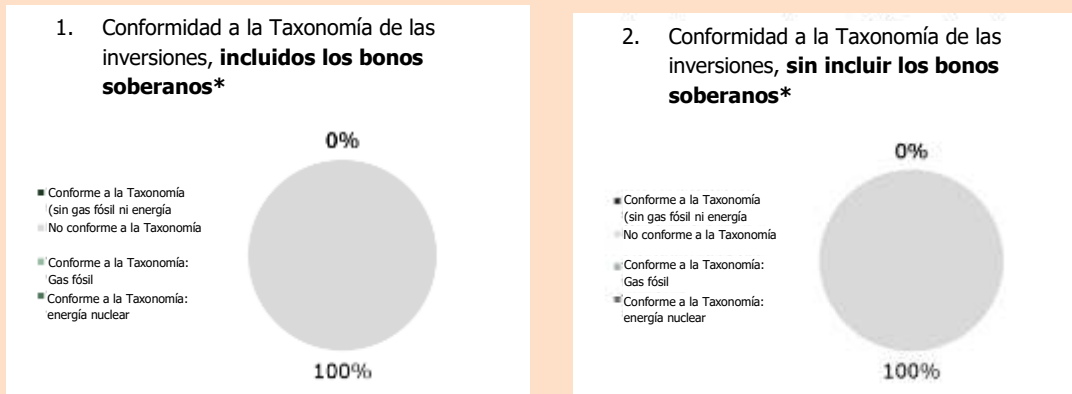 1. Conformidad a la Taxonomía de las
inversiones, incluidos los bonos
soberanos*
0%
Conforme a la Taxonomía
(sin gas fósil ni energía
No conforme a la Taxonomía
Conforme a la Taxonomía:
Gas fósil
Conforme a la Taxonomía:
energía nuclear
100%
2. Conformidad a la Taxonomía de las
inversiones, sin incluir los bonos
soberanos*
0%
Conforme a la Taxonomía
(sin gas fósil ni energía
No conforme a la Taxonomía
Conforme a la Taxonomía:
Gas fósil
Conforme a la Taxonomía:
energía nuclear
100%